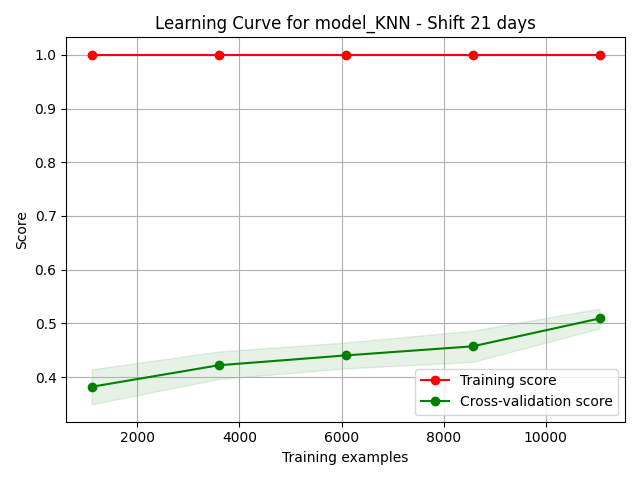 Learning Curve for model_KNN - Shift 21 days
1.0
0.9
0.8
0.7
0.6
0.5
0.4
Score
2000 4000 6000 8000 10000
Training examples
Training score
Cross-validation score